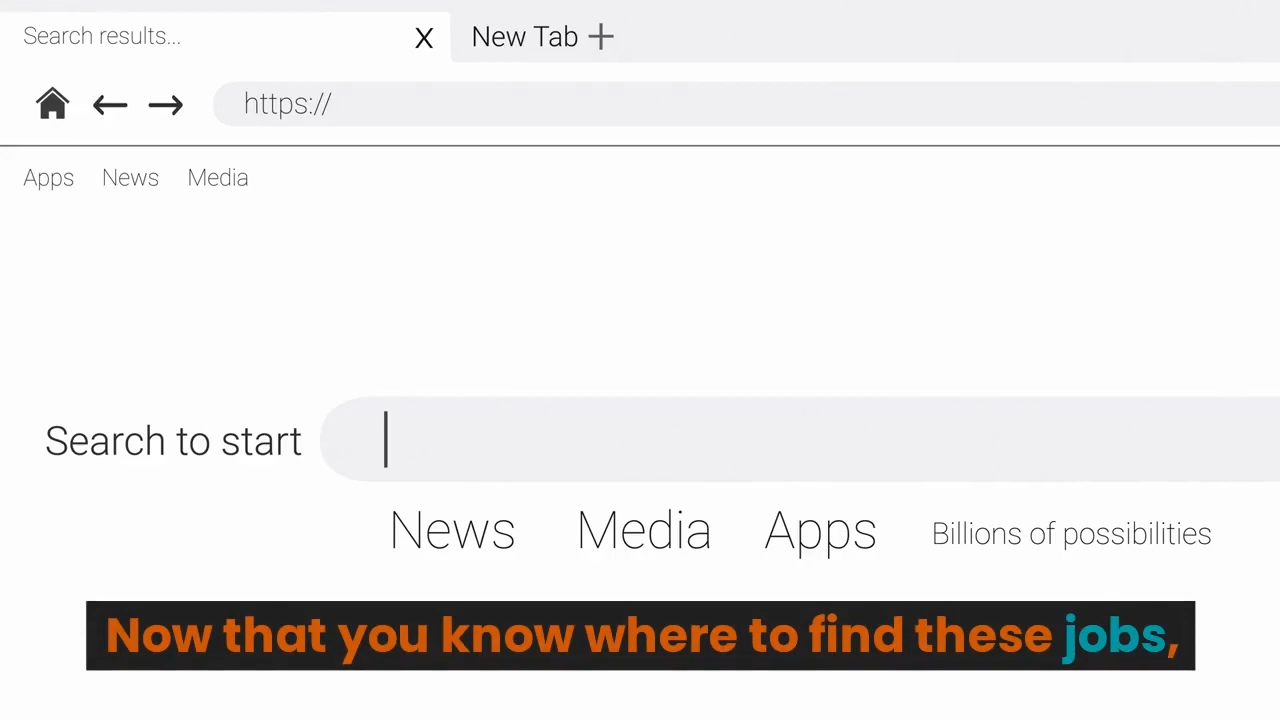 Search results... X New Tab +
https://
Apps News Media
Search to start
News Media Apps Billions of possibilities
Now that you know where to find these jobs,